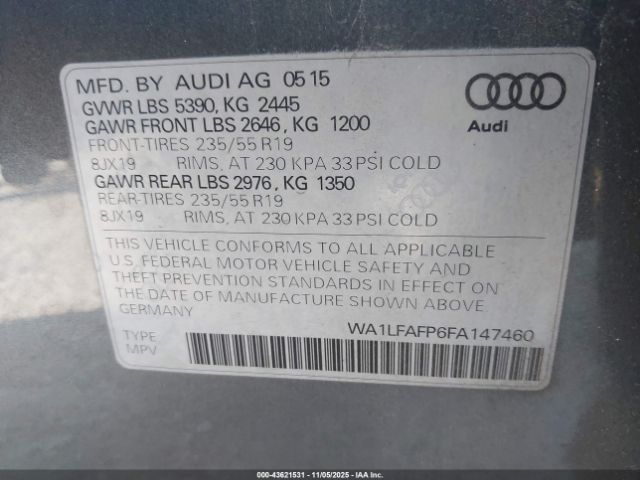 MFD. BY AUDI AG 05 15
GVWR LBS 5390, KG 2445
GAWR FRONT LBS 2646, KG 1200
FRONT-TIRES 235/55 R19
8JX19 RIMS, AT 230 KPA 33 PSI COLD
GAWR REAR LBS 2976, KG 1350
REAR-TIRES 235/55 R19
8JX19 RIMS, AT 230 KPA 33 PSI COLD
Audi
THIS VEHICLE CONFORMS TO ALL APPLICABLE
U.S. FEDERAL MOTOR VEHICLE SAFETY AND
THEFT PREVENTION STANDARDS IN EFFECT ON
THE DATE OF MANUFACTURE SHOWN ABOVE
GERMANY
WA1LFAFP6FA147460
TYPE:
MPV
000-43621531 - 11/05/2025 - IAAI.COM